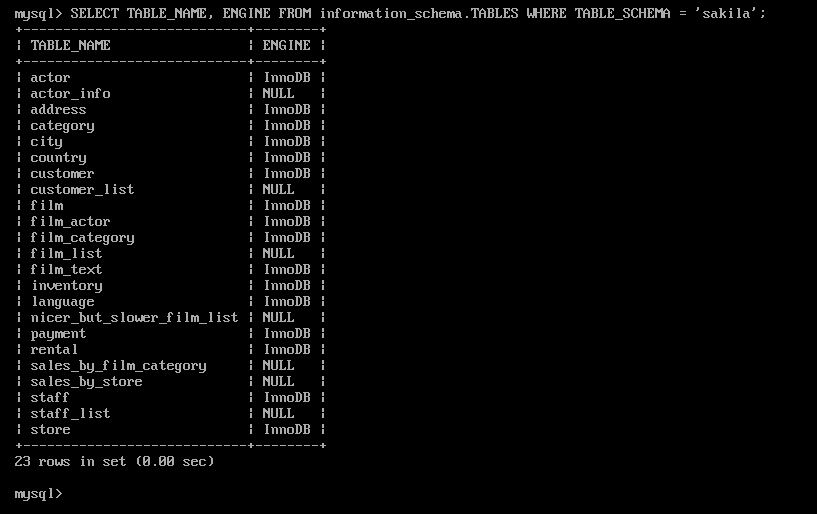 mysql> SELECT TABLE_NAME, ENGINE FROM information_schema.TABLES WHERE TABLE_SCHEMA = 'sakila';
+----------------------------+--------+
| TABLE_NAME                 | ENGINE |
+----------------------------+--------+
| actor                      | InnoDB |
| actor_info                 | NULL   |
| address                    | InnoDB |
| category                   | InnoDB |
| city                       | InnoDB |
| country                    | InnoDB |
| customer                   | InnoDB |
| customer_list              | NULL   |
| film                       | InnoDB |
| film_actor                 | InnoDB |
| film_category              | InnoDB |
| film_list                  | NULL   |
| film_text                  | InnoDB |
| inventory                  | InnoDB |
| language                   | InnoDB |
| nicer_but_slower_film_list | NULL   |
| payment                    | InnoDB |
| rental                     | InnoDB |
| sales_by_film_category     | NULL   |
| sales_by_store             | NULL   |
| staff                      | InnoDB |
| staff_list                 | NULL   |
| store                      | InnoDB |
+----------------------------+--------+
23 rows in set (0.00 sec)
mysql>